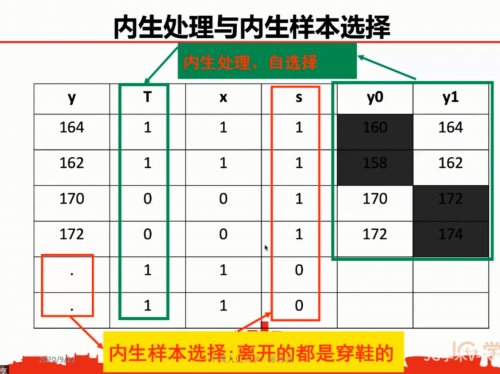 内生处理与内生样本选择
内生处理、自选择
y T x s y0 y1
164 1 1 1 160 164
162 1 1 1 158 162
170 0 0 1 170 172
172 0 0 1 172 174
. 1 1 0
. 1 1 0
内生样本选择:离开的都是穿鞋的